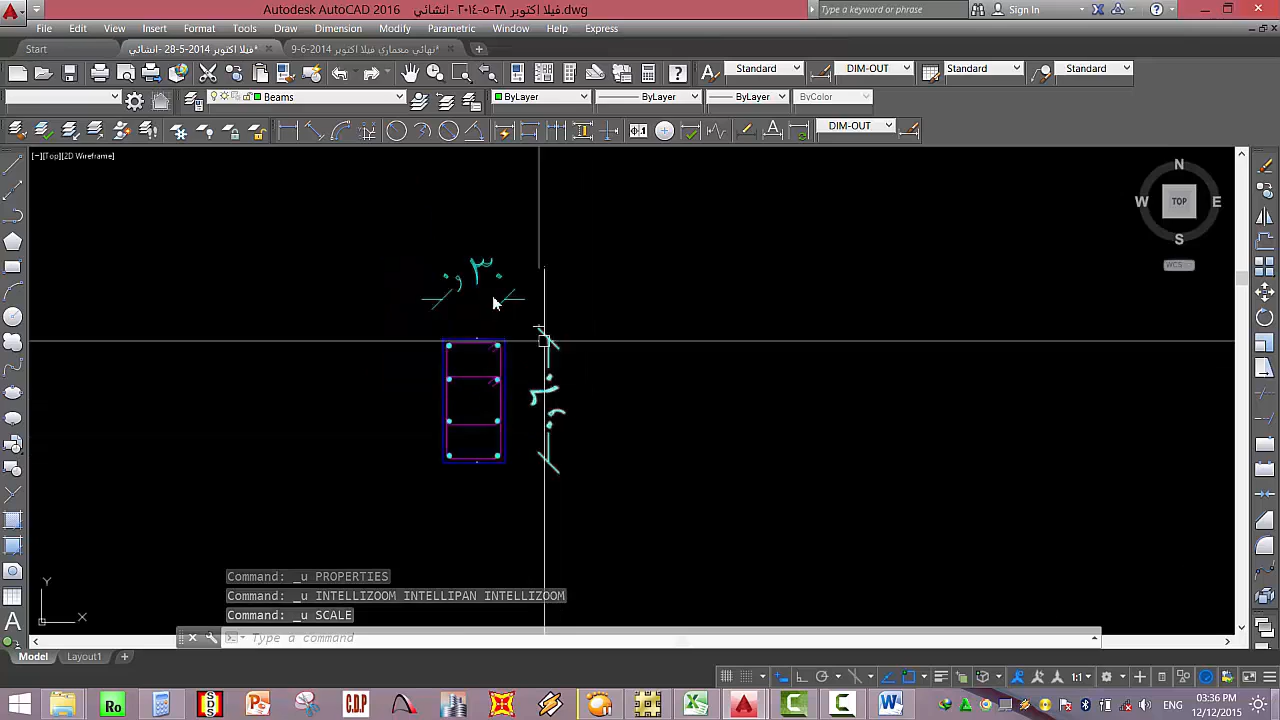 Autodesk AutoCAD 2016 فيلا اكتوبر ٢٨-٥-٢٠١٤ -انشائي.dwg
Type a keyword or phrase
Sign In
File Edit View Insert Format Tools Draw Dimension Modify Parametric Window Help Express
Start
فيلا اكتوبر 2014-5-28 -انشائي*
نهائي معماري فيلا اكتوبر 2014-6-9*
Standard DIM-OUT Standard Standard
Beams ByLayer ByLayer ByLayer ByColor
DIM-OUT
[−][Top][2D Wireframe]
N
W TOP E
S
WCS
Command: _u PROPERTIES
Command: _u INTELLIZOOM INTELLIPAN INTELLIZOOM
Command: _u SCALE
Type a command
Y
X
Model Layout1
1:1
Ro SDS C.D.P ENG 03:36 PM
12/12/2015